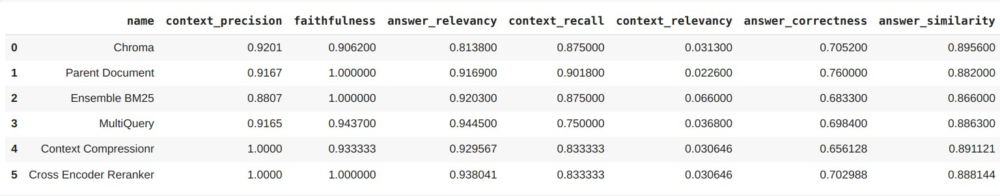 name context_precision faithfulness answer_relevancy context_recall context_relevancy answer_correctness answer_similarity
0 Chroma 0.9201 0.906200 0.813800 0.875000 0.031300 0.705200 0.895600
1 Parent Document 0.9167 1.000000 0.916900 0.901800 0.022600 0.760000 0.882000
2 Ensemble BM25 0.8807 1.000000 0.920300 0.875000 0.066000 0.683300 0.866000
3 MultiQuery 0.9165 0.943700 0.944500 0.750000 0.036800 0.698400 0.886300
4 Context Compressionr 1.0000 0.933333 0.929567 0.833333 0.030646 0.656128 0.891121
5 Cross Encoder Reranker 1.0000 1.000000 0.938041 0.833333 0.030646 0.702988 0.888144